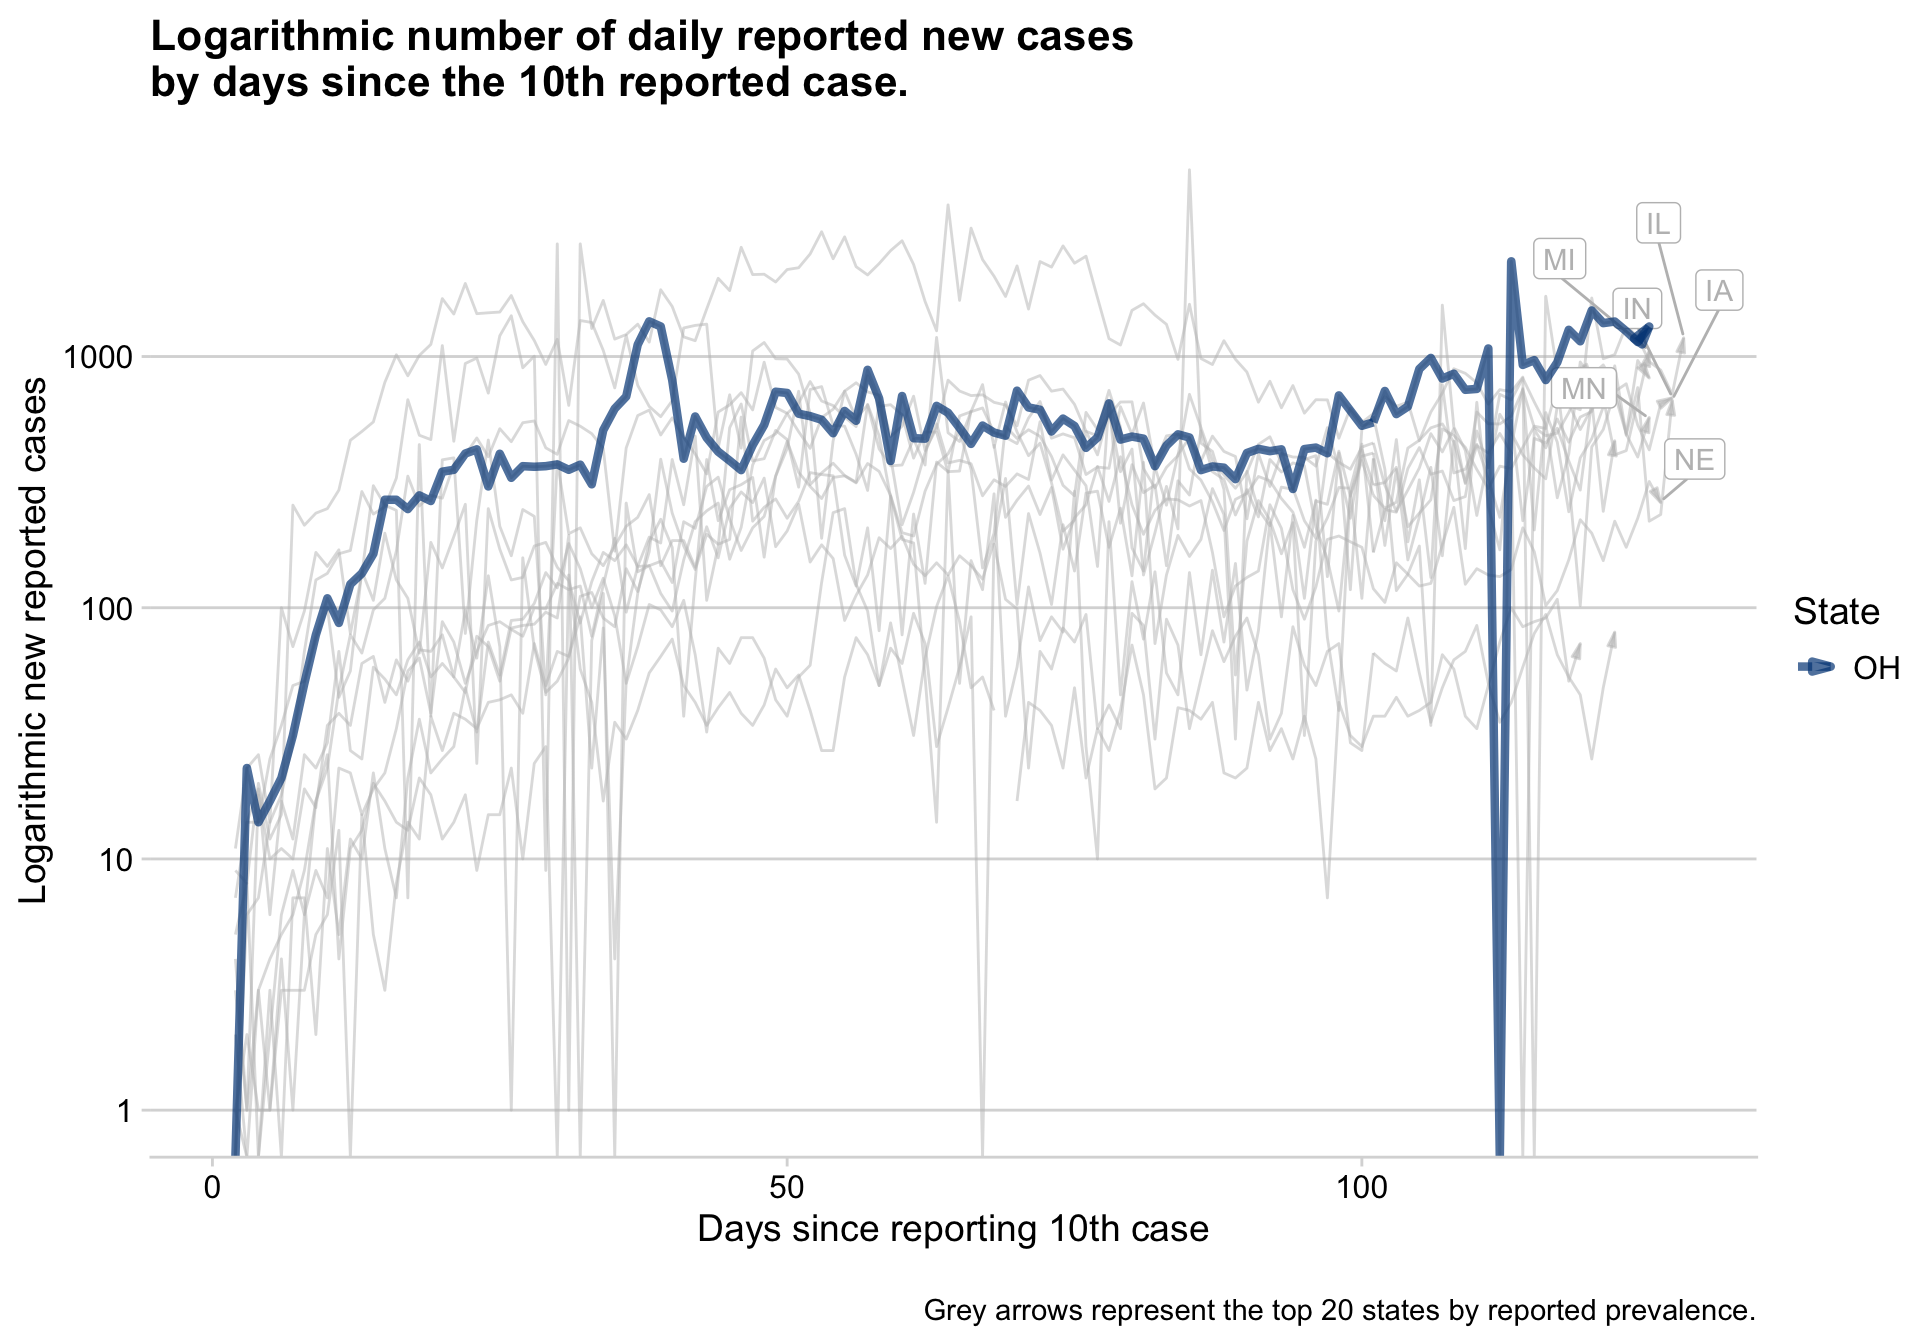 Logarithmic number of daily reported new cases
by days since the 10th reported case.
IL
MI
IA
IN
1000
MN
NE
100
10
1
Logarithmic new reported cases
State
OH
0
50
100
Days since reporting 10th case
Grey arrows represent the top 20 states by reported prevalence.